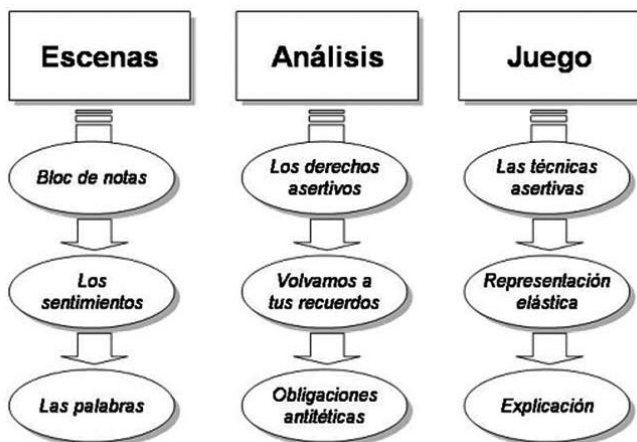 Escenas
Análisis
Juego
Bloc de notas
Los derechos
asertivos
Las técnicas
asertivas
Los
sentimientos
Volvamos a
tus recuerdos
Representación
elástica
Las palabras
Obligaciones
antitéticas
Explicación